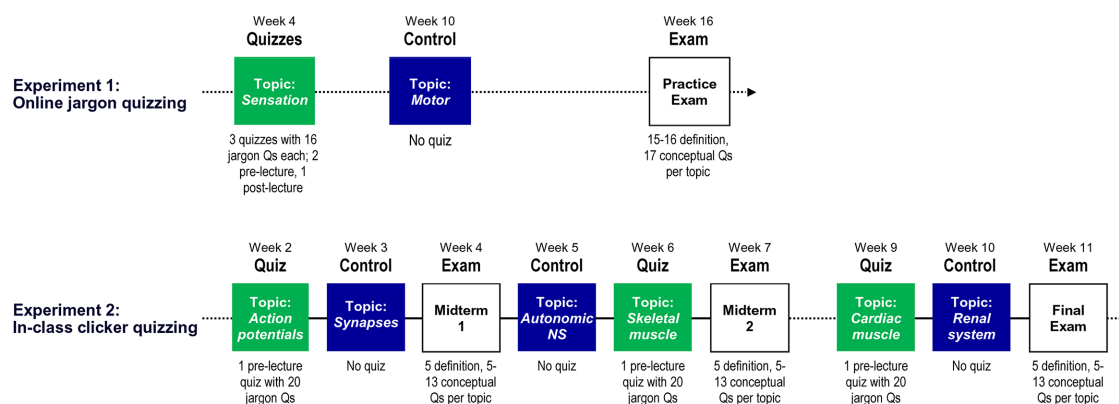 Week 4
Quizzes
Week 10
Control
Week 16
Exam
Experiment 1:
Online jargon quizzing
Topic:
Sensation
Topic:
Motor
Practice
Exam
3 quizzes with 16
jargon Qs each; 2
pre-lecture, 1
post-lecture
No quiz
15-16 definition,
17 conceptual Qs
per topic
Week 2
Quiz
Week 3
Control
Week 4
Exam
Week 5
Control
Week 6
Quiz
Week 7
Exam
Week 9
Quiz
Week 10
Control
Week 11
Exam
Experiment 2:
In-class clicker quizzing
Topic:
Action
potentials
Topic:
Synapses
Midterm
1
Topic:
Autonomic
NS
Topic:
Skeletal
muscle
Midterm
2
Topic:
Cardiac
muscle
Topic:
Renal
system
Final
Exam
1 pre-lecture
quiz with 20
jargon Qs
No quiz
5 definition, 5-
13 conceptual
Qs per topic
No quiz
1 pre-lecture
quiz with 20
jargon Qs
5 definition, 5-
13 conceptual
Qs per topic
1 pre-lecture
quiz with 20
jargon Qs
No quiz
5 definition, 5-
13 conceptual
Qs per topic